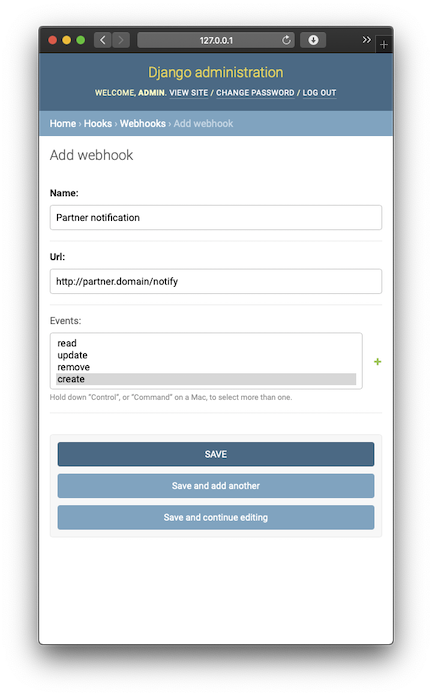 127.0.0.1
Django administration
WELCOME, ADMIN. VIEW SITE / CHANGE PASSWORD / LOG OUT
Home › Hooks › Webhooks › Add webhook
Add webhook
Name:
Partner notification
Url:
http://partner.domain/notify
Events:
read
update
remove
create
Hold down "Control", or "Command" on a Mac, to select more than one.
SAVE
Save and add another
Save and continue editing